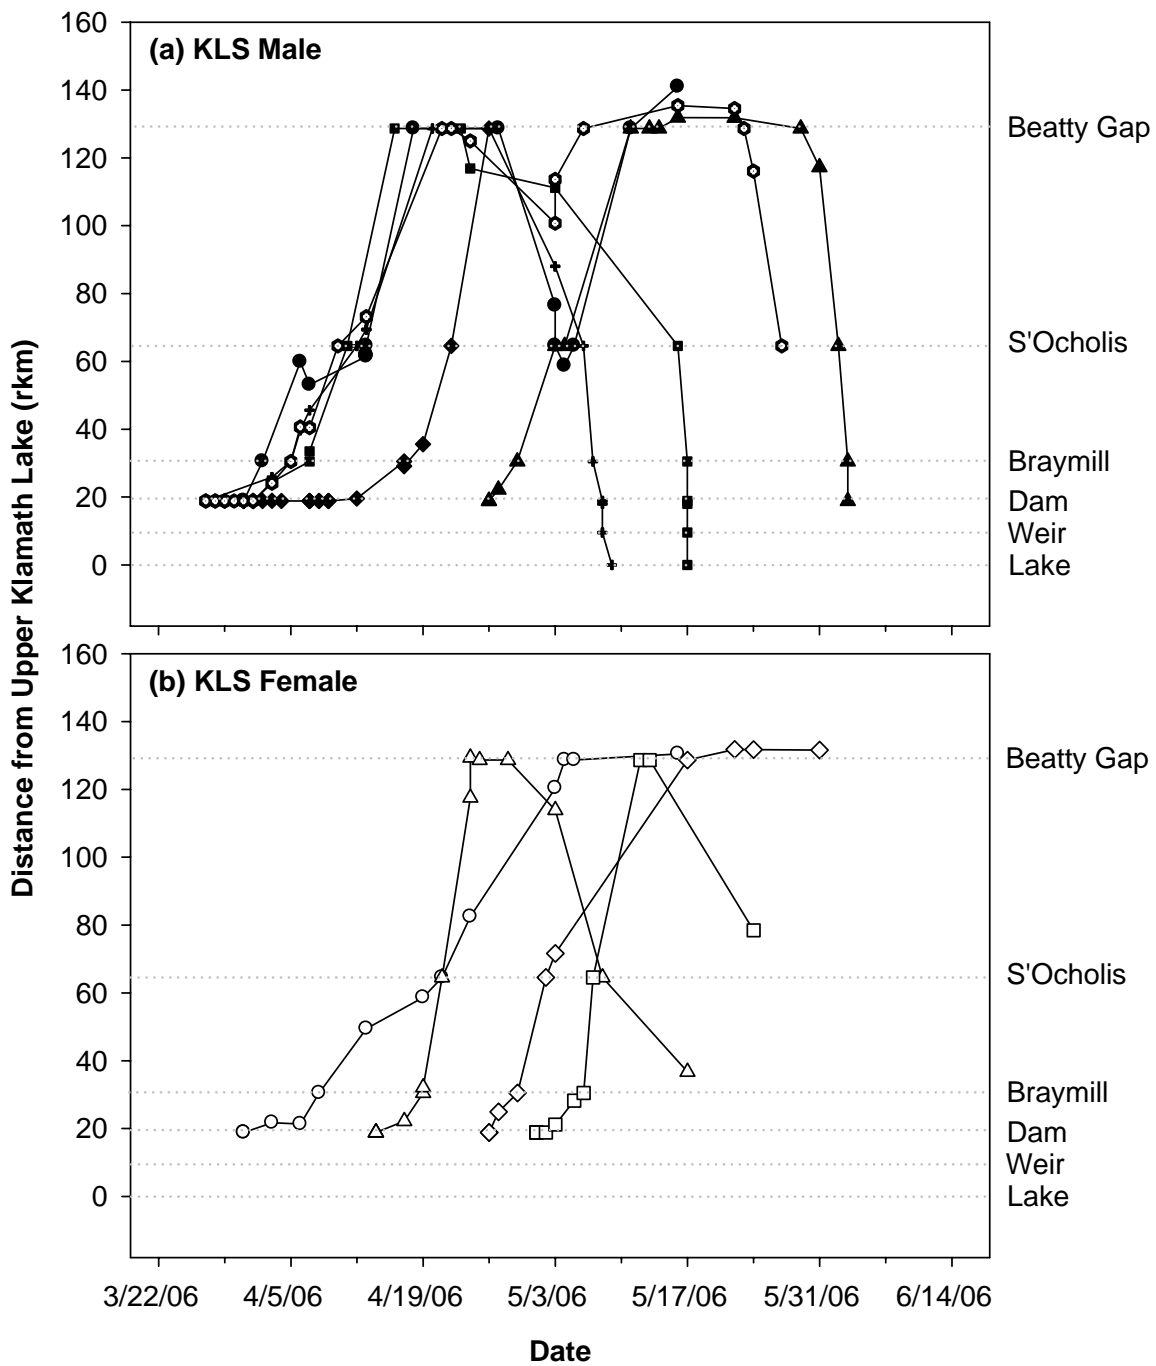 160
(a) KLS Male
140
Beatty Gap
120
100
80
S'Ocholis
60
40
Braymill
20
Dam
Weir
0
Lake
Distance from Upper Klamath Lake (rkm)
160
(b) KLS Female
140
Beatty Gap
120
100
80
S'Ocholis
60
40
Braymill
20
Dam
Weir
0
Lake
3/22/06 4/5/06 4/19/06 5/3/06 5/17/06 5/31/06 6/14/06
Date